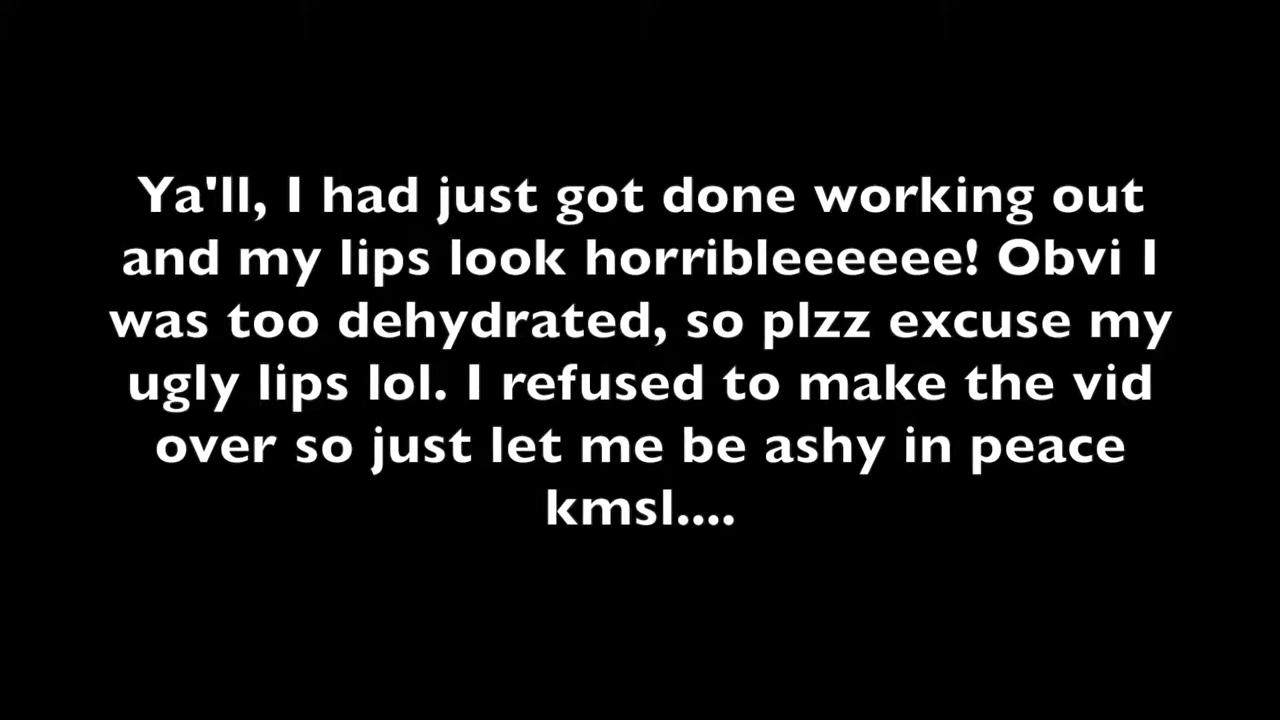 Ya'll, I had just got done working out
and my lips look horribleeeeeee! Obvi I
was too dehydrated, so plzz excuse my
ugly lips lol. I refused to make the vid
over so just let me be ashy in peace
kmsl....